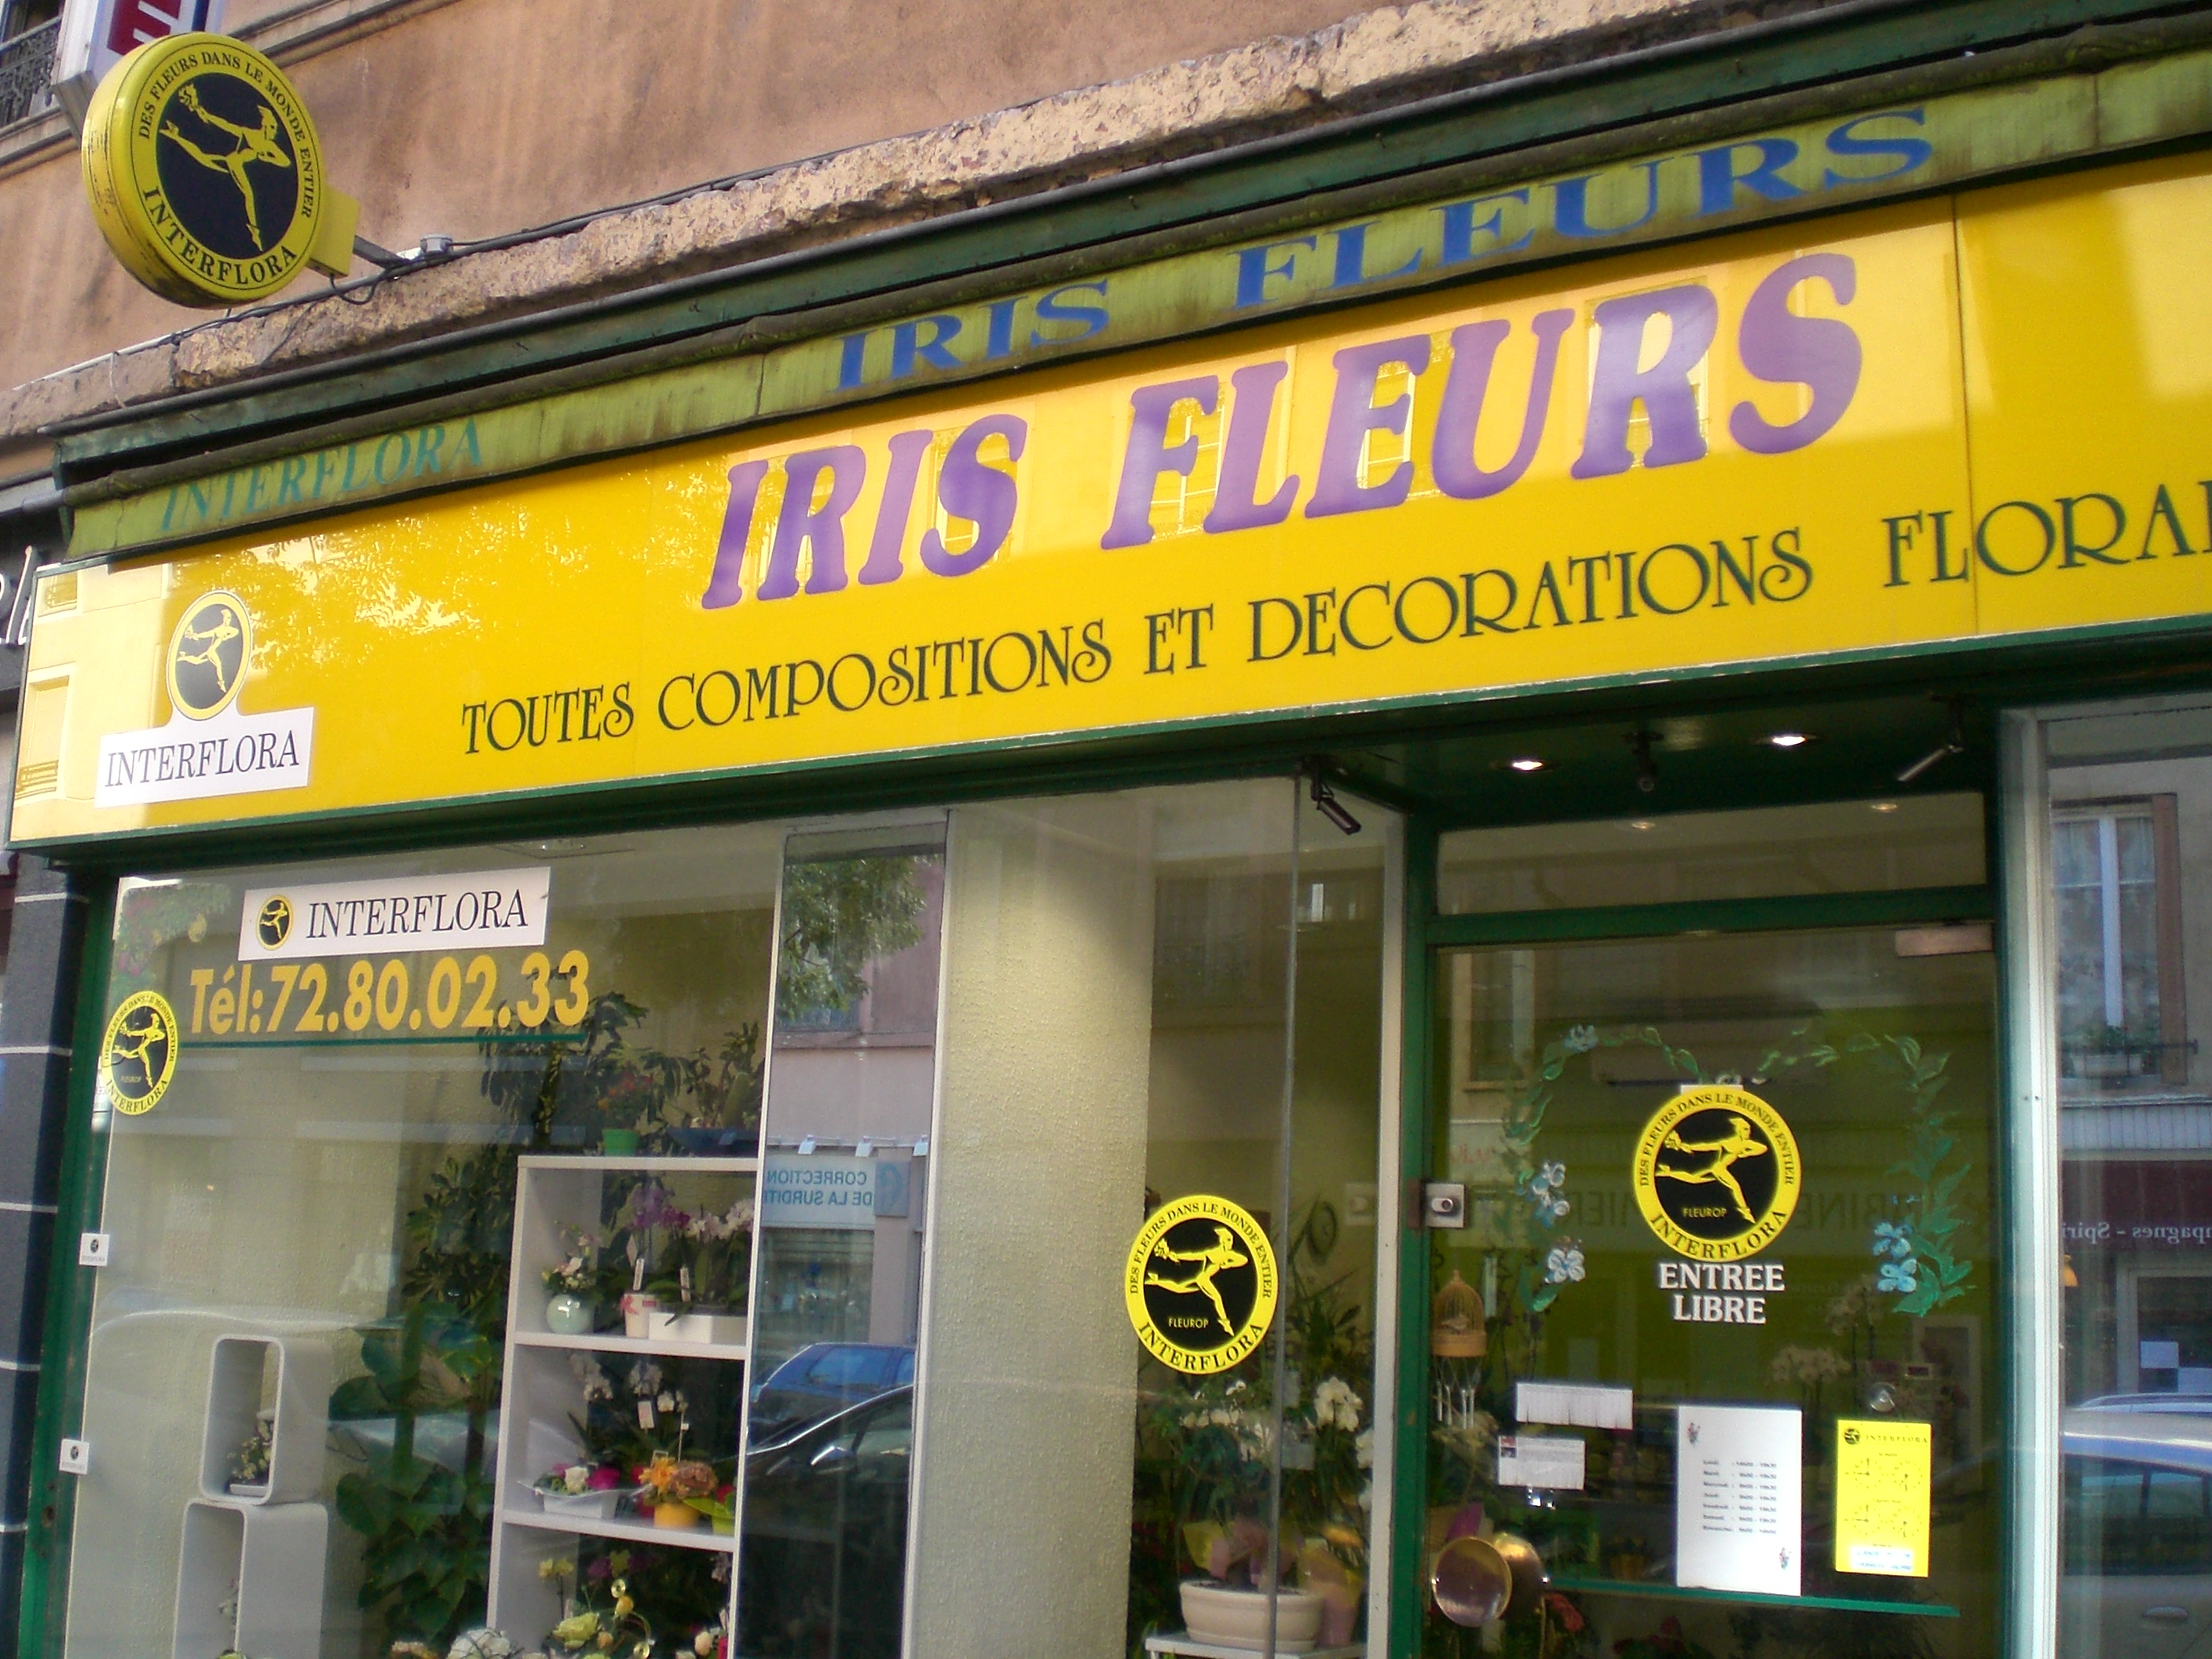 DES FLEURS DANS LE MONDE ENTIER
INTERFLORA
IRIS FLEURS
INTERFLORA
IRIS FLEURS
TOUTES COMPOSITIONS ET DECORATIONS FLORA
INTERFLORA
INTERFLORA
Tél:72.80.02.33
DES FLEURS DANS LE MONDE ENTIER
FLEUROP
INTERFLORA
CORRECTION
DE LA SURDITE
DES FLEURS DANS LE MONDE ENTIER
FLEUROP
INTERFLORA
DES FLEURS DANS LE MONDE ENTIER
FLEUROP
INTERFLORA
ENTREE
LIBRE
INTERFLORA